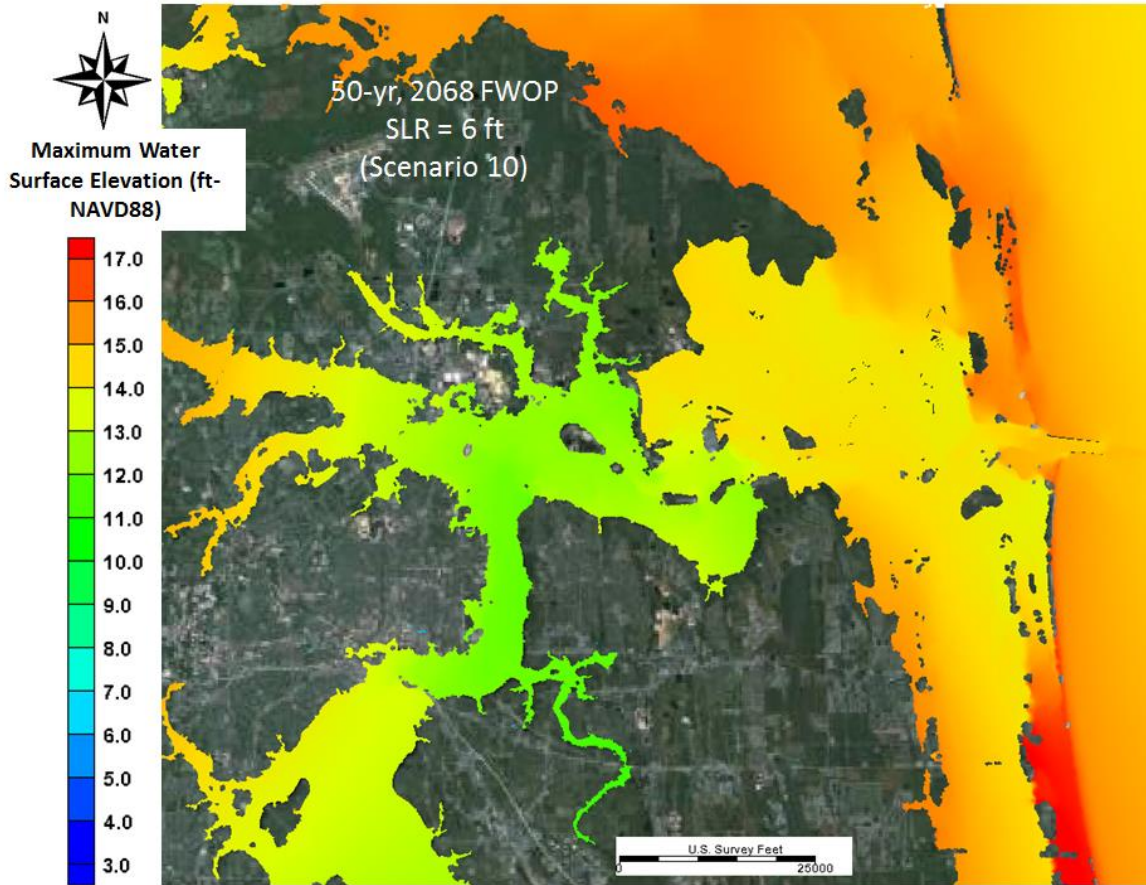 N
50-yr, 2068 FWOP
SLR = 6 ft
(Scenario 10)
Maximum Water
Surface Elevation (ft-
NAVD88)
17.0
16.0
15.0
14.0
13.0
12.0
11.0
10.0
9.0
8.0
7.0
6.0
5.0
4.0
3.0
U.S. Survey Feet
0
25000